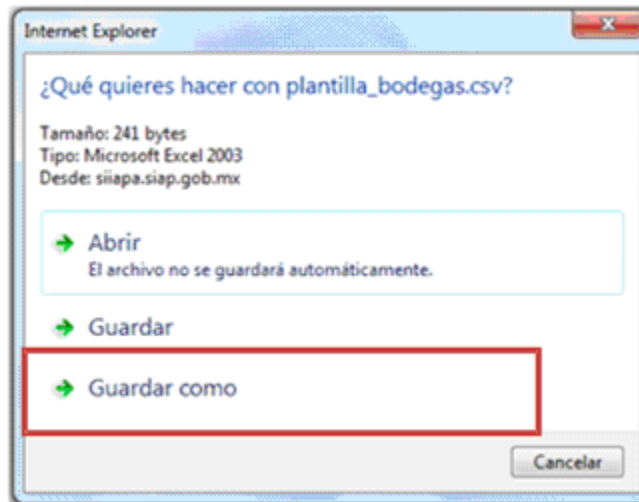 Internet Explorer
¿Qué quieres hacer con plantilla_bodegas.csv?
Tamaño: 241 bytes
Tipo: Microsoft Excel 2003
Desde: siiapa.siap.gob.mx
Abrir
El archivo no se guardará automáticamente.
Guardar
Guardar como
Cancelar